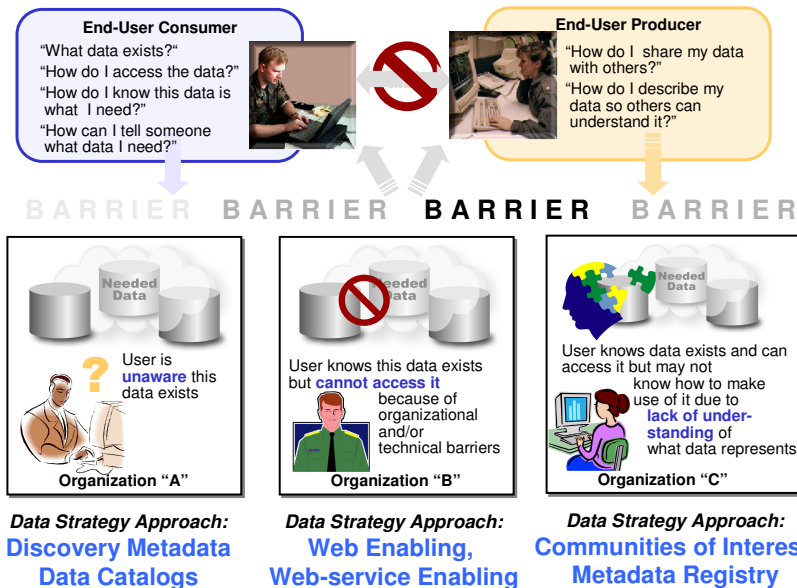 End-User Consumer
“What data exists?“
“How do I access the data?”
“How do I know this data is
what I need?”
“How can I tell someone
what data I need?”
End-User Producer
“How do I share my data
with others?”
“How do I describe my
data so others can
understand it?”
BARRIER BARRIER BARRIER BARRIER
Needed
Data
?
User is
unaware this
data exists
Organization “A”
Needed
Data
User knows this data exists
but cannot access it
because of
organizational
and/or
technical barriers
Organization “B”
Needed
Data
User knows data exists and can
access it but may not
know how to make
use of it due to
lack of under-
standing of
what data represents
Organization “C”
Data Strategy Approach:
Discovery Metadata
Data Catalogs
Data Strategy Approach:
Web Enabling,
Web-service Enabling
Data Strategy Approach:
Communities of Interes
Metadata Registry